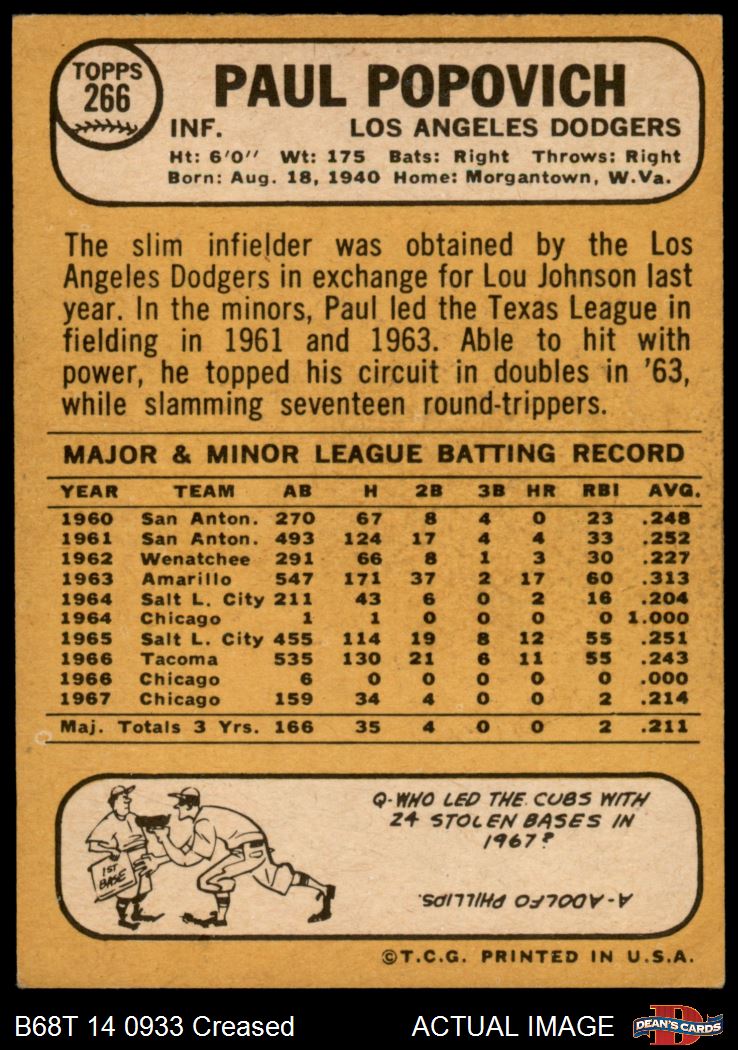 TOPPS
266
PAUL POPOVICH
INF. LOS ANGELES DODGERS
Ht: 6'0'' Wt: 175 Bats: Right Throws: Right
Born: Aug. 18, 1940 Home: Morgantown, W.Va.
The slim infielder was obtained by the Los
Angeles Dodgers in exchange for Lou Johnson last
year. In the minors, Paul led the Texas League in
fielding in 1961 and 1963. Able to hit with
power, he topped his circuit in doubles in '63,
while slamming seventeen round-trippers.
MAJOR & MINOR LEAGUE BATTING RECORD
YEAR TEAM AB H 2B 3B HR RBI AVG.
1960 San Anton. 270 67 8 4 0 23 .248
1961 San Anton. 493 124 17 4 4 33 .252
1962 Wenatchee 291 66 8 1 3 30 .227
1963 Amarillo 547 171 37 2 17 60 .313
1964 Salt L. City 211 43 6 0 2 16 .204
1964 Chicago 1 1 0 0 0 0 1.000
1965 Salt L. City 455 114 19 8 12 55 .251
1966 Tacoma 535 130 21 6 11 55 .243
1966 Chicago 6 0 0 0 0 0 .000
1967 Chicago 159 34 4 0 0 2 .214
Maj. Totals 3 Yrs. 166 35 4 0 0 2 .211
1ST
BASE
Q-WHO LED THE CUBS WITH
24 STOLEN BASES IN
1967?
A-ADOLFO PHILLIPS.
©T.C.G. PRINTED IN U.S.A.
B68T 14 0933 Creased ACTUAL IMAGE
D
DEAN'S CARDS